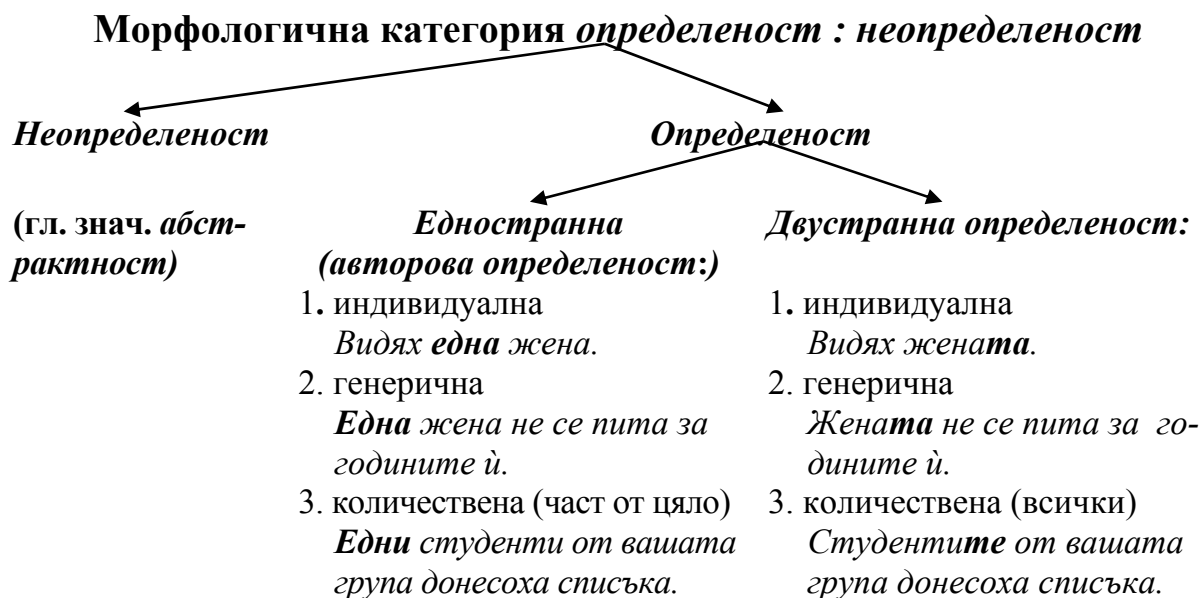 Морфологична категория определеност : неопределеност
Неопределеност
Определеност
(гл. знач. абст-
рактност)
Едностранна
(авторова определеност:)
1. индивидуална
Видях една жена.
2. генерична
Една жена не се пита за
годините ѝ.
3. количествена (част от цяло)
Едни студенти от вашата
група донесоха списъка.
Двустранна определеност:
1. индивидуална
Видях жената.
2. генерична
Жената не се пита за го-
дините ѝ.
3. количествена (всички)
Студентите от вашата
група донесоха списъка.